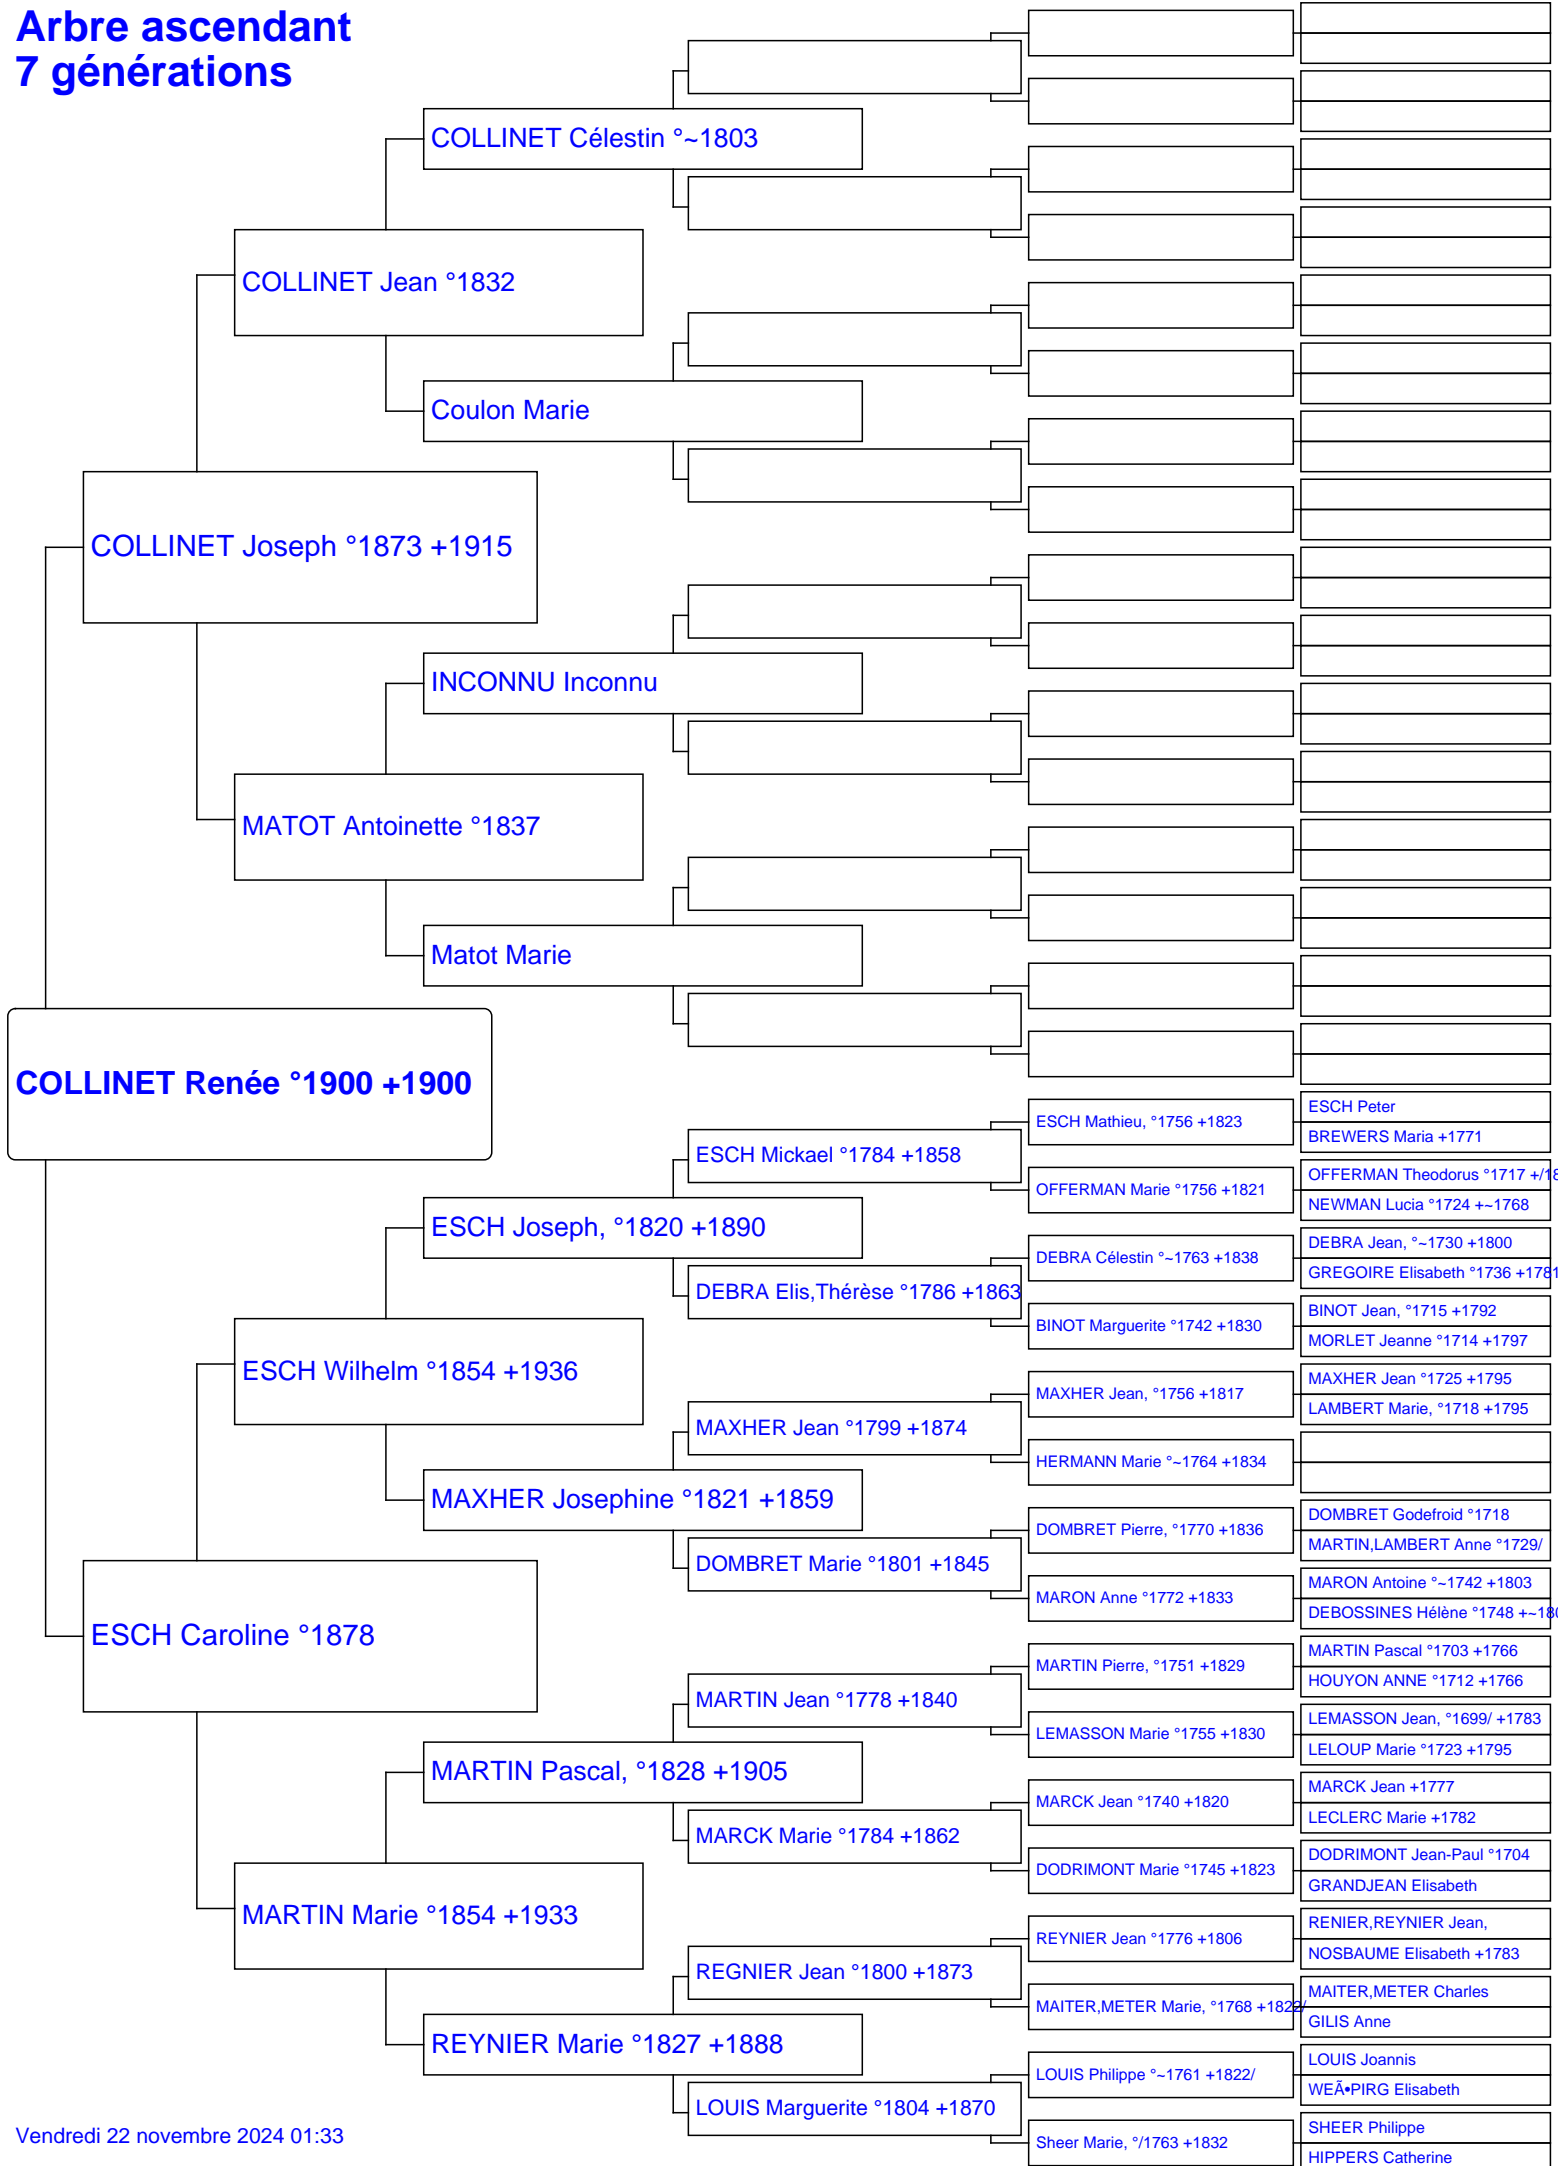 Arbre ascendant
7 générations
COLLINET Célestin °~1803
COLLINET Jean °1832
Coulon Marie
COLLINET Joseph °1873 +1915
INCONNU Inconnu
MATOT Antoinette °1837
Matot Marie
COLLINET Renée °1900 +1900
ESCH Peter
ESCH Mathieu, °1756 +1823
BREWERS Maria +1771
ESCH Mickael °1784 +1858
OFFERMAN Theodorus °1717 +/18
OFFERMAN Marie °1756 +1821
NEWMAN Lucia °1724 +~1768
ESCH Joseph, °1820 +1890
DEBRA Jean, °~1730 +1800
DEBRA Célestin °~1763 +1838
GREGOIRE Elisabeth °1736 +1781
DEBRA Elis,Thérèse °1786 +1863
BINOT Jean, °1715 +1792
BINOT Marguerite °1742 +1830
MORLET Jeanne °1714 +1797
ESCH Wilhelm °1854 +1936
MAXHER Jean °1725 +1795
MAXHER Jean, °1756 +1817
LAMBERT Marie, °1718 +1795
MAXHER Jean °1799 +1874
HERMANN Marie °~1764 +1834
MAXHER Josephine °1821 +1859
DOMBRET Godefroid °1718
DOMBRET Pierre, °1770 +1836
MARTIN,LAMBERT Anne °1729/
DOMBRET Marie °1801 +1845
MARON Antoine °~1742 +1803
MARON Anne °1772 +1833
DEBOSSINES Hélène °1748 +~180
ESCH Caroline °1878
MARTIN Pascal °1703 +1766
MARTIN Pierre, °1751 +1829
HOUYON ANNE °1712 +1766
MARTIN Jean °1778 +1840
LEMASSON Jean, °1699/ +1783
LEMASSON Marie °1755 +1830
LELOUP Marie °1723 +1795
MARTIN Pascal, °1828 +1905
MARCK Jean +1777
MARCK Jean °1740 +1820
LECLERC Marie +1782
MARCK Marie °1784 +1862
DODRIMONT Jean-Paul °1704
DODRIMONT Marie °1745 +1823
GRANDJEAN Elisabeth
MARTIN Marie °1854 +1933
RENIER,REYNIER Jean,
REYNIER Jean °1776 +1806
NOSBAUME Elisabeth +1783
REGNIER Jean °1800 +1873
MAITER,METER Charles
MAITER,METER Marie, °1768 +1822/
GILIS Anne
REYNIER Marie °1827 +1888
LOUIS Joannis
LOUIS Philippe °~1761 +1822/
WEÃ•PIRG Elisabeth
LOUIS Marguerite °1804 +1870
SHEER Philippe
Sheer Marie, °/1763 +1832
HIPPERS Catherine
Vendredi 22 novembre 2024 01:33